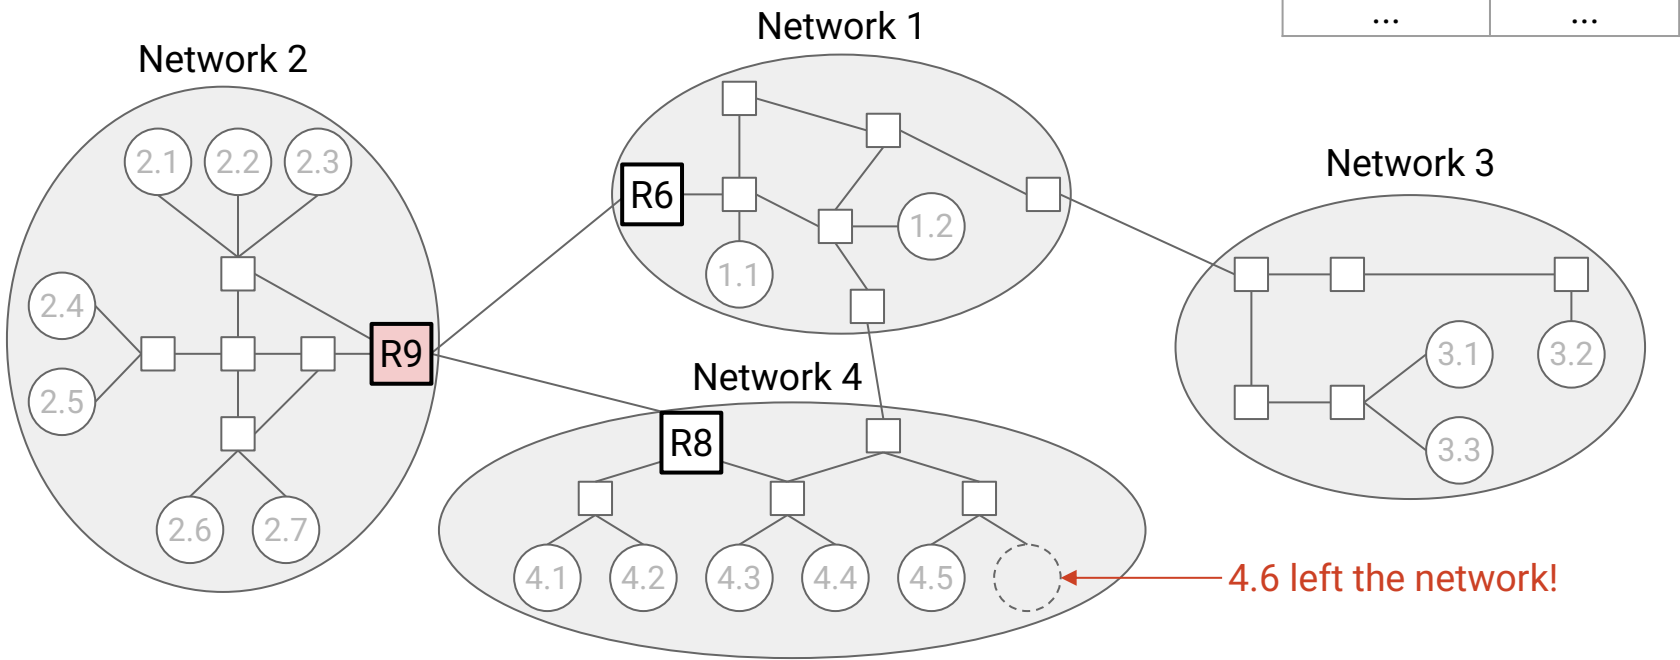 ... ...
Network 1
Network 2
Network 3
2.1 2.2 2.3
R6
1.2
1.1
2.4
R9
3.1 3.2
Network 4
2.5
R8
3.3
2.6 2.7
4.1 4.2 4.3 4.4 4.5
4.6 left the network!